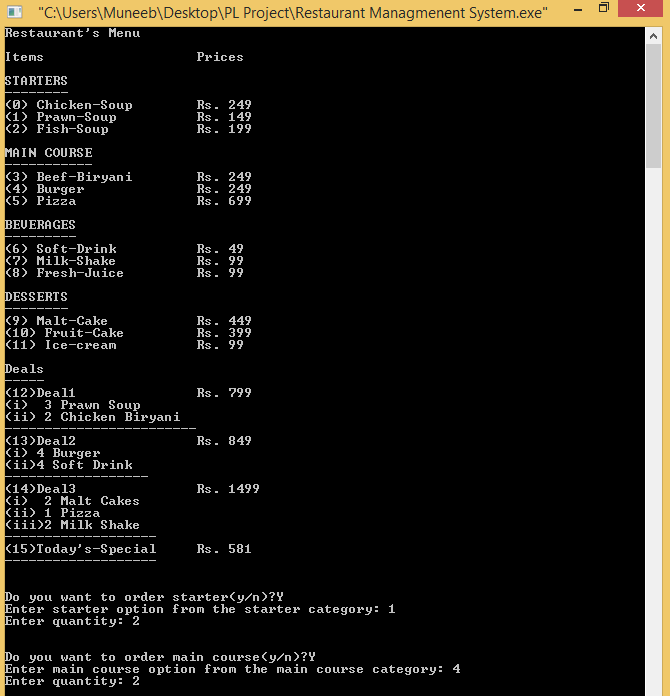 "C:\Users\Muneeb\Desktop\PL Project\Restaurant Managmenent System.exe"
Restaurant's Menu
Items Prices
STARTERS
--------
(0) Chicken-Soup Rs. 249
(1) Prawn-Soup Rs. 149
(2) Fish-Soup Rs. 199
MAIN COURSE
-----------
(3) Beef-Biryani Rs. 249
(4) Burger Rs. 249
(5) Pizza Rs. 699
BEVERAGES
---------
(6) Soft-Drink Rs. 49
(7) Milk-Shake Rs. 99
(8) Fresh-Juice Rs. 99
DESSERTS
--------
(9) Malt-Cake Rs. 449
(10) Fruit-Cake Rs. 399
(11) Ice-cream Rs. 99
Deals
-----
(12)Deal1 Rs. 799
(i)  3 Prawn Soup
(ii) 2 Chicken Biryani
------------------------
(13)Deal2 Rs. 849
(i) 4 Burger
(ii)4 Soft Drink
------------------
(14)Deal3 Rs. 1499
(i)  2 Malt Cakes
(ii) 1 Pizza
(iii)2 Milk Shake
-------------------
(15)Today's-Special Rs. 581
-------------------
Do you want to order starter(y/n)?Y
Enter starter option from the starter category: 1
Enter quantity: 2
Do you want to order main course(y/n)?Y
Enter main course option from the main course category: 4
Enter quantity: 2